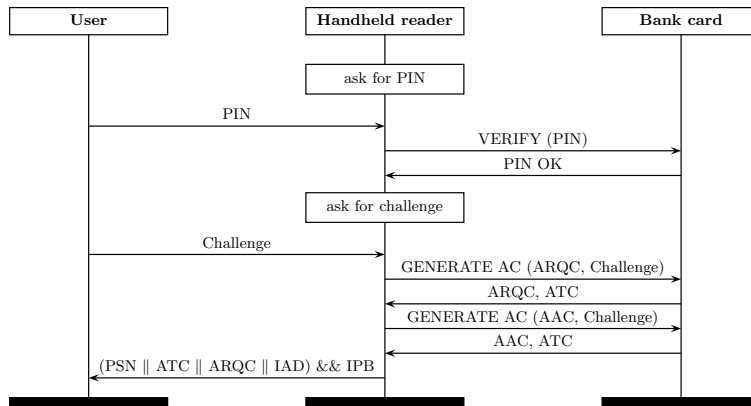 User
Handheld reader
Bank card
ask for PIN
PIN
VERIFY (PIN)
PIN OK
ask for challenge
Challenge
GENERATE AC (ARQC, Challenge)
ARQC, ATC
GENERATE AC (AAC, Challenge)
AAC, ATC
(PSN ∥ ATC ∥ ARQC ∥ IAD) && IPB